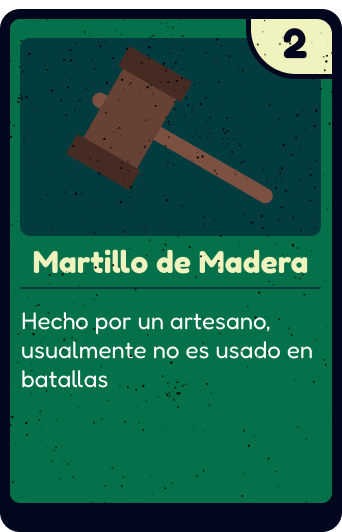 2
Martillo de Madera
Hecho por un artesano,
usualmente no es usado en
batallas